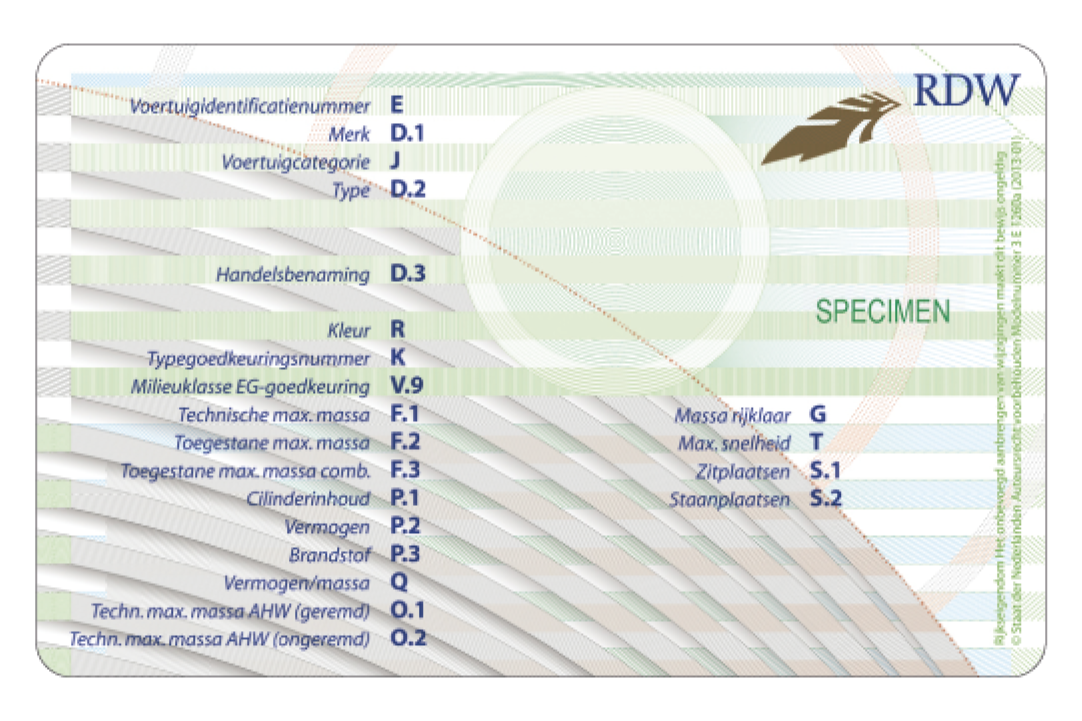 RDW
Voertuigidentificatienummer E
Merk D.1
Voertuigcategorie J
Type D.2
Handelsbenaming D.3
SPECIMEN
Kleur R
Typegoedkeuringsnummer K
Milieuklasse EG-goedkeuring V.9
Technische max. massa F.1
Massa rijklaar G
Toegestane max. massa F.2
Max. snelheid T
Toegestane max. massa comb. F.3
Zitplaatsen S.1
Cilinderinhoud P.1
Staanplaatsen S.2
Vermogen P.2
Brandstof P.3
Vermogen/massa Q
Techn. max. massa AHW (geremd) O.1
Techn. max. massa AHW (ongeremd) O.2
Rijkseigendom Het onbevoegd aanbrengen van wijzigingen maakt dit bewijs ongeldig
© Staat der Nederlanden Auteursrecht voorbehouden Modelnummer 3 E 1260a (2013-01)